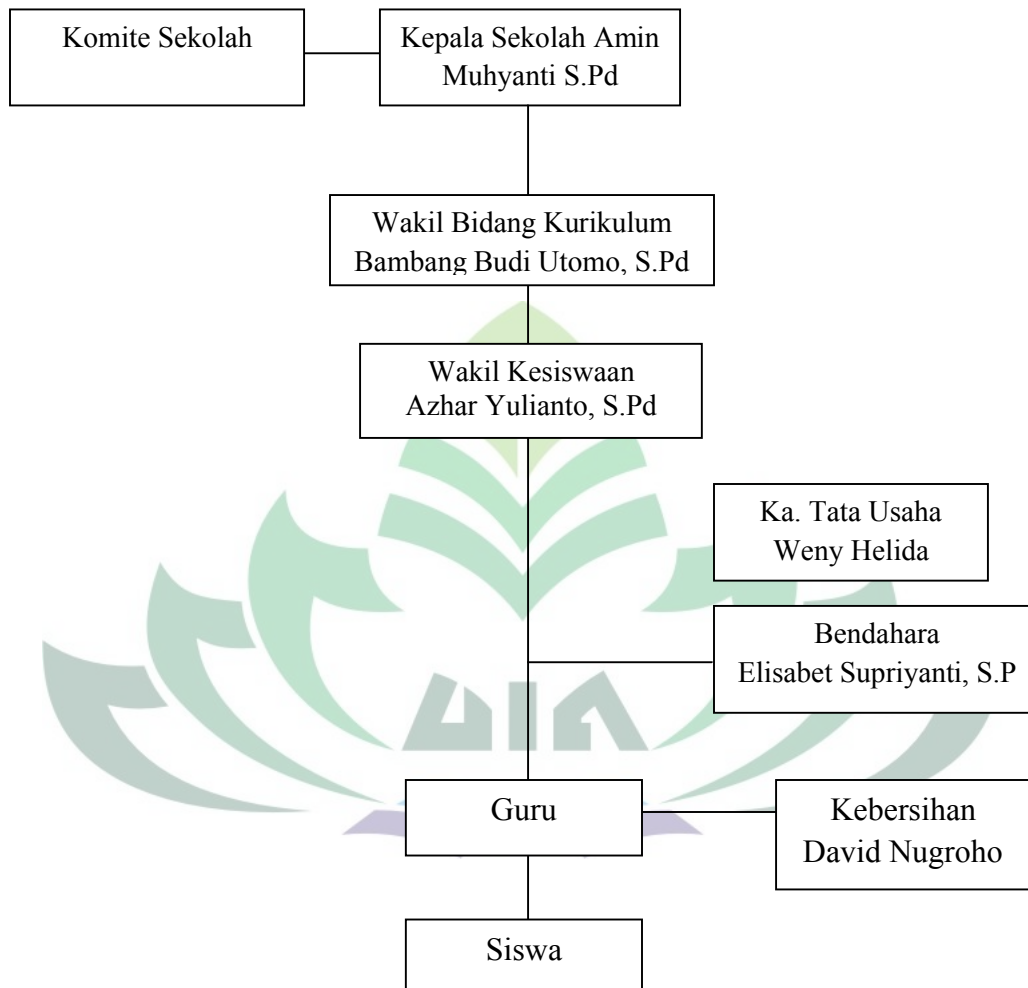 Komite Sekolah
Kepala Sekolah Amin
Muhyanti S.Pd
Wakil Bidang Kurikulum
Bambang Budi Utomo, S.Pd
Wakil Kesiswaan
Azhar Yulianto, S.Pd
Ka. Tata Usaha
Weny Helida
Bendahara
Elisabet Supriyanti, S.P
UIN
Guru
Kebersihan
David Nugroho
Siswa